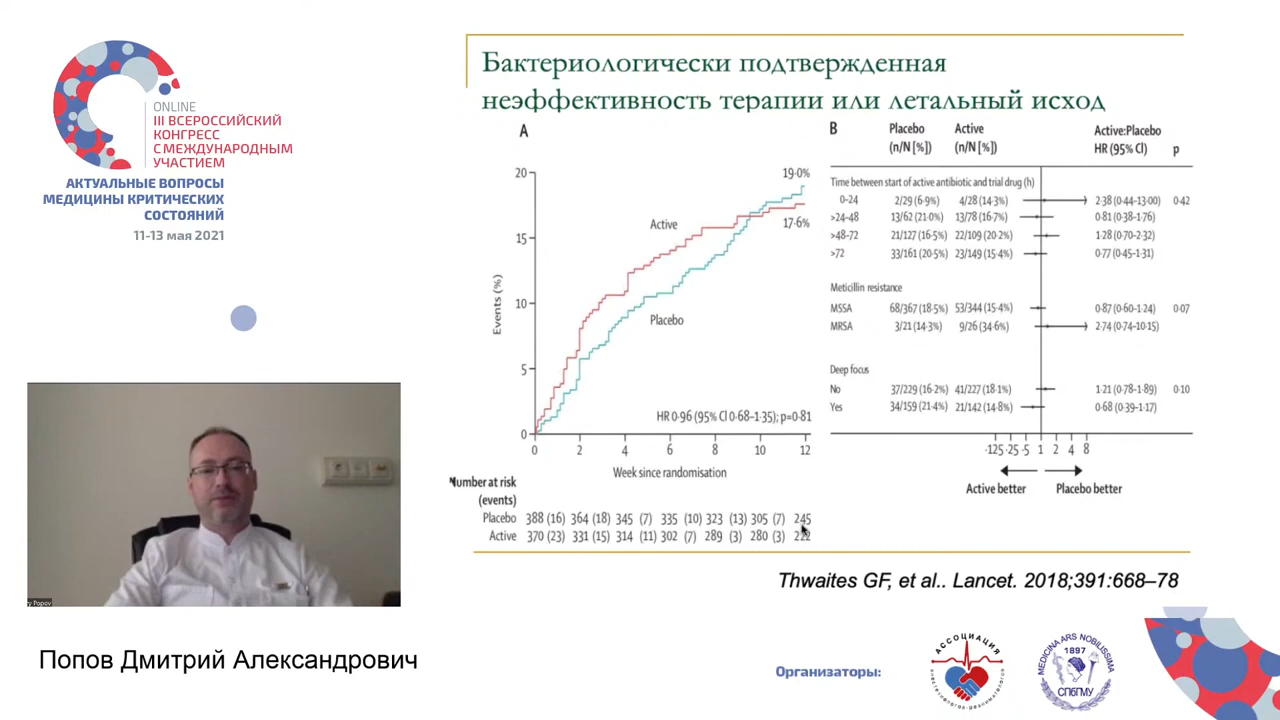 ONLINE
III ВСЕРОССИЙСКИЙ
КОНГРЕСС
С МЕЖДУНАРОДНЫМ
УЧАСТИЕМ
АКТУАЛЬНЫЕ ВОПРОСЫ
МЕДИЦИНЫ КРИТИЧЕСКИХ
СОСТОЯНИЙ
11-13 мая 2021
Бактериологически подтвержденная
неэффективность терапии или летальный исход
A
20
15
10
5
0
Events (%)
19·0%
17·6%
Active
Placebo
HR 0·96 (95% CI 0·68–1·35); p=0·81
0 2 4 6 8 10 12
Week since randomisation
Number at risk
(events)
Placebo 388 (16) 364 (18) 345 (7) 335 (10) 323 (13) 305 (7) 245
Active 370 (23) 331 (15) 314 (11) 302 (7) 289 (3) 280 (3) 222
B
Placebo Active Active:Placebo
(n/N [%]) (n/N [%]) HR (95% CI) p
Time between start of active antibiotic and trial drug (h)
0–24 2/29 (6·9%) 4/28 (14·3%) 2·38 (0·44–13·00) 0·42
>24-48 13/62 (21·0%) 13/78 (16·7%) 0·81 (0·38–1·76)
>48-72 21/127 (16·5%) 22/109 (20·2%) 1·28 (0·70–2·32)
>72 33/161 (20·5%) 23/149 (15·4%) 0·77 (0·45–1·31)
Meticillin resistance
MSSA 68/367 (18·5%) 53/344 (15·4%) 0·87 (0·60–1·24) 0·07
MRSA 3/21 (14·3%) 9/26 (34·6%) 2·74 (0·74–10·15)
Deep focus
No 37/229 (16·2%) 41/227 (18·1%) 1·21 (0·78–1·89) 0·10
Yes 34/159 (21·4%) 21/142 (14·8%) 0·68 (0·39–1·17)
·125 ·25 ·5 1 2 4 8
Active better Placebo better
Thwaites GF, et al.. Lancet. 2018;391:668–78
Попов Дмитрий Александрович
Организаторы:
АССОЦИАЦИЯ
MEDICINA ARS NOBILISSIMA
1897
СПбГМУ